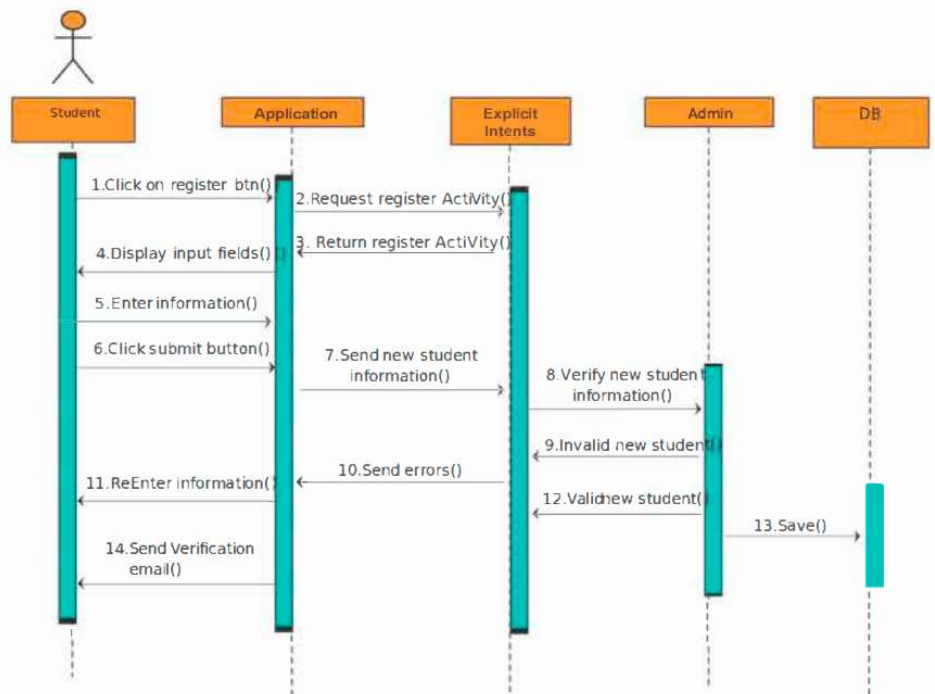 Student
Application
Explicit
Intents
Admin
DB
1.Click on register btn()
2.Request register ActiVity()
3. Return register ActiVity()
4.Display input fields()
5.Enter information()
6.Click submit button()
7.Send new student
information()
8.Verify new student
information()
9.Invalid new student()
10.Send errors()
11.ReEnter information()
12.Valid new student()
13.Save()
14.Send Verification
email()